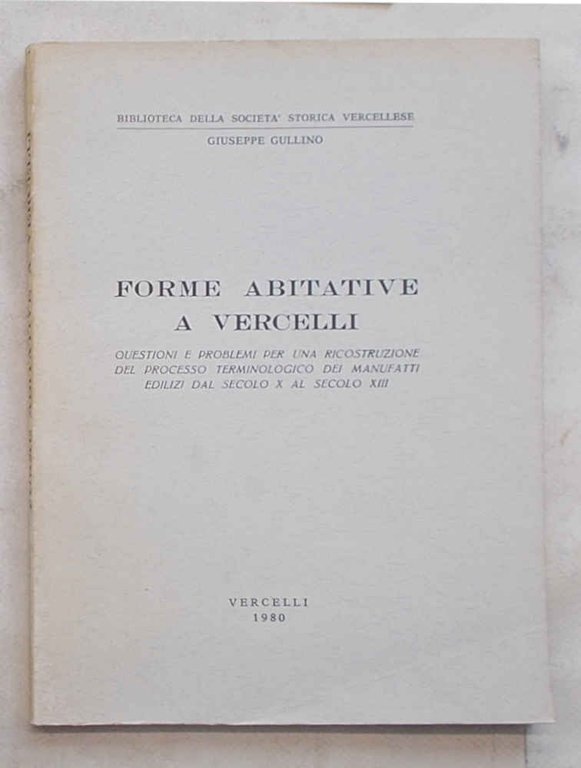 BIBLIOTECA DELLA SOCIETA' STORICA VERCELLESE
GIUSEPPE GULLINO
FORME ABITATIVE
A VERCELLI
QUESTIONI E PROBLEMI PER UNA RICOSTRUZIONE
DEL PROCESSO TERMINOLOGICO DEI MANUFATTI
EDILIZI DAL SECOLO X AL SECOLO XIII
VERCELLI
1980